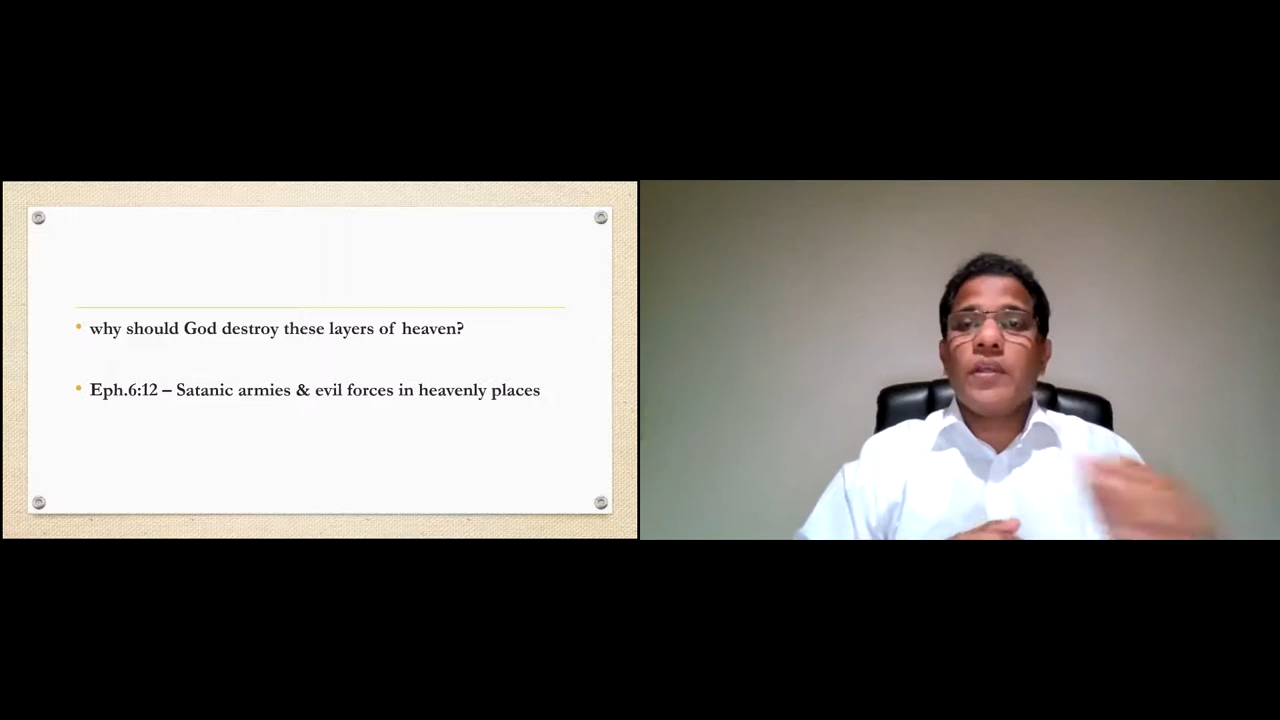 why should God destroy these layers of heaven?
Eph.6:12 – Satanic armies & evil forces in heavenly places